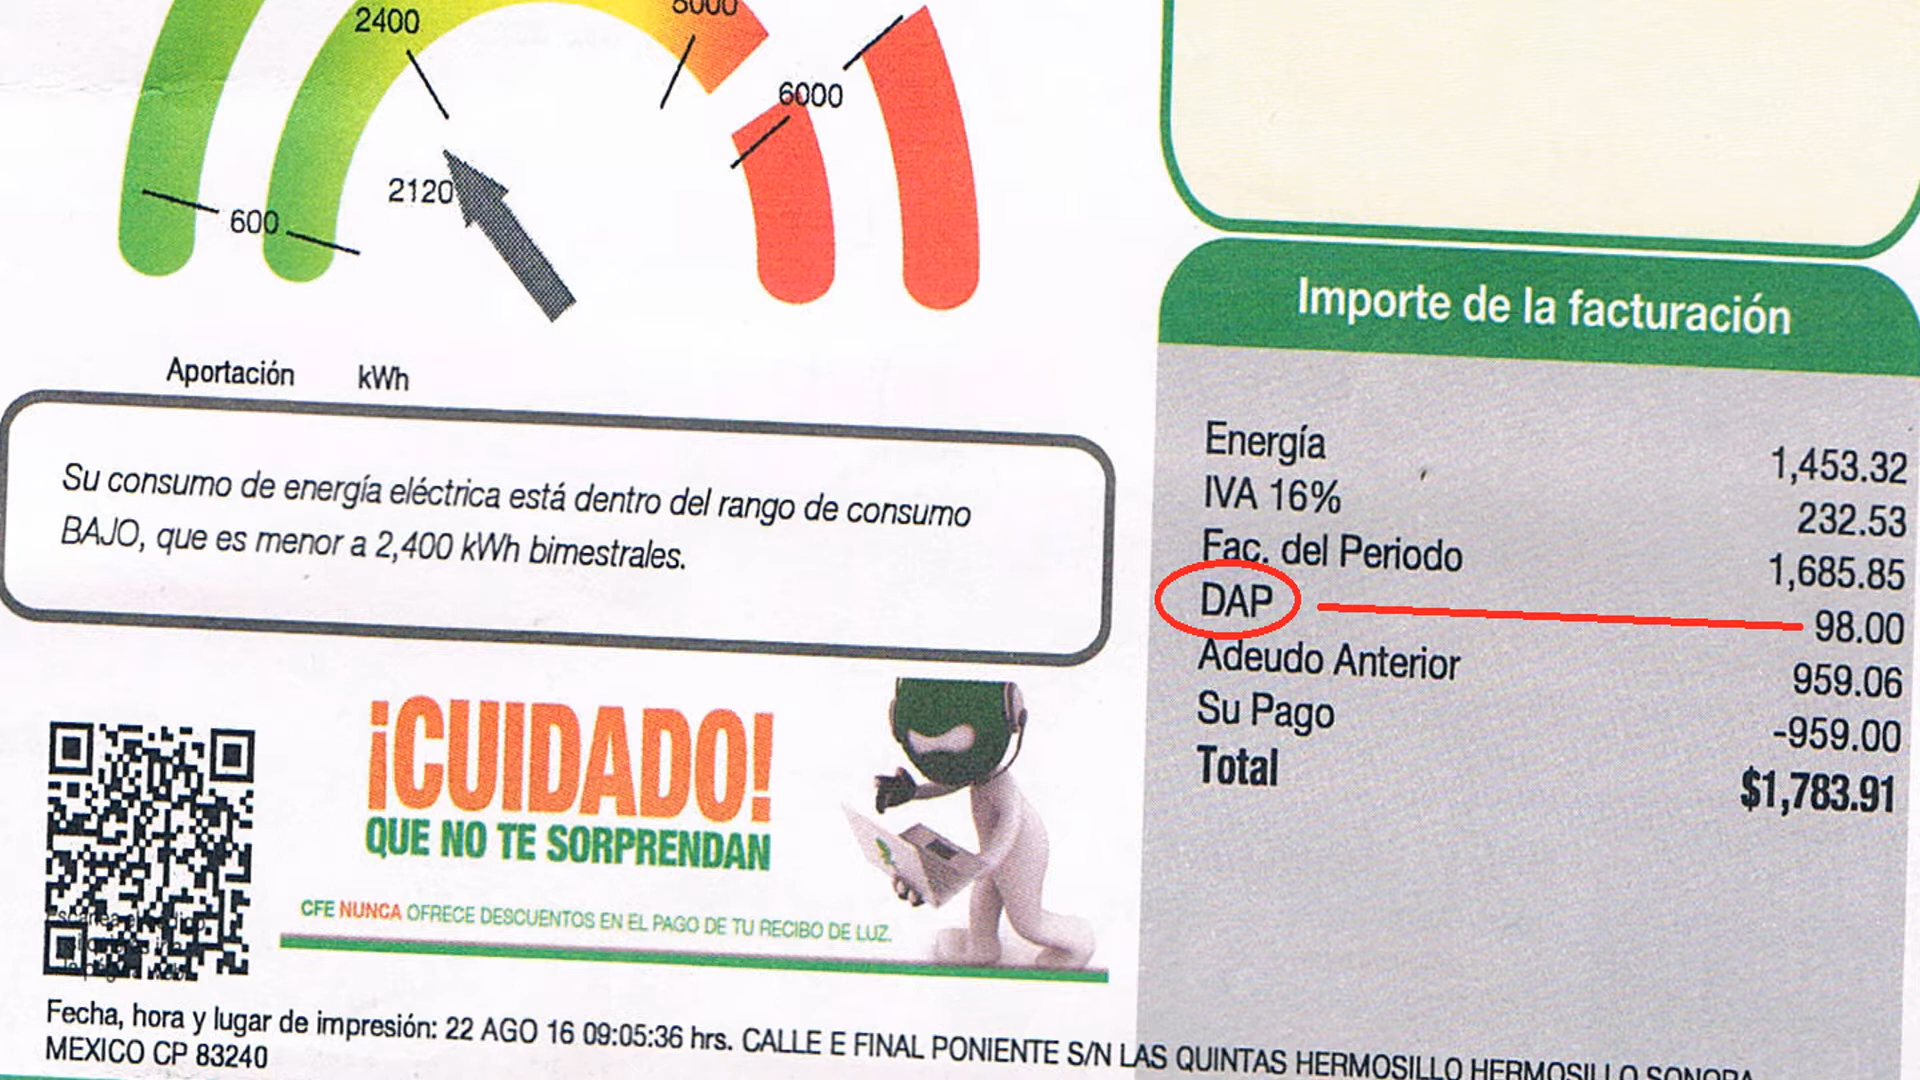 2400
6000
2120
600
Aportación kWh
Su consumo de energía eléctrica está dentro del rango de consumo
BAJO, que es menor a 2,400 kWh bimestrales.
¡CUIDADO!
QUE NO TE SORPRENDAN
CFE NUNCA OFRECE DESCUENTOS EN EL PAGO DE TU RECIBO DE LUZ.
Importe de la facturación
Energía 1,453.32
IVA 16% 232.53
Fac. del Periodo 1,685.85
DAP 98.00
Adeudo Anterior 959.06
Su Pago -959.00
Total $1,783.91
Fecha, hora y lugar de impresión: 22 AGO 16 09:05:36 hrs. CALLE E FINAL PONIENTE S/N LAS QUINTAS HERMOSILLO HERMOSILLO SONORA
MEXICO CP 83240